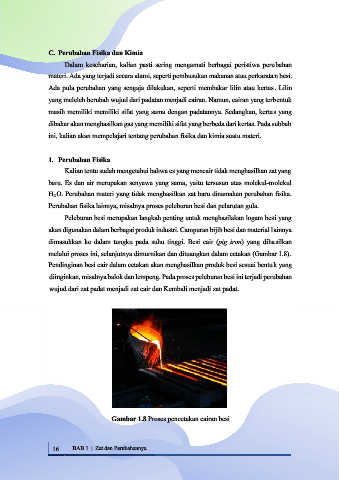 C. Perubahan Fisika dan Kimia
Dalam keseharian, kalian pasti sering mengamati berbagai peristiwa perubahan
materi. Ada yang terjadi secara alami, seperti pembusukan makanan atau perkaratan besi.
Ada pula perubahan yang sengaja dilakukan, seperti membakar lilin atau kertas. Lilin
yang meleleh berubah wujud dari padatan menjadi cairan. Namun, cairan yang terbentuk
masih memiliki memiliki sifat yang sama dengan padatannya. Sedangkan, kertas yang
dibakar akan menghasilkan gas yang memiliki sifat yang berbeda dari kertas. Pada subbab
ini, kalian akan mempelajari tentang perubahan fisika dan kimia suatu materi.
1. Perubahan Fisika
Kalian tentu sudah mengetahui bahwa es yang mencair tidak menghasilkan zat yang
baru. Es dan air merupakan senyawa yang sama, yaitu tersusun atas molekul-molekul
H₂O. Perubahan materi yang tidak menghasilkan zat baru dinamakan perubahan fisika.
Perubahan fisika lainnya, misalnya proses peleburan besi dan pelarutan gula.
Peleburan besi merupakan langkah penting untuk menghasilakan logam besi yang
akan digunakan dalam berbagai produk industri. Campuran bijih besi dan material lainnya
dimasukkan ke dalam tungku pada suhu tinggi. Besi cair (pig iron) yang dihasilkan
melalui proses ini, selanjutnya dimurnikan dan dituangkan dalam cetakan (Gambar 1.8).
Pendinginan besi cair dalam cetakan akan menghasilkan produk besi sesuai bentuk yang
diinginkan, misalnya balok dan lempeng. Pada proses peleburan besi ini terjadi perubahan
wujud dari zat padat menjadi zat cair dan Kembali menjadi zat padat.
Gambar 1.8 Proses pencetakan cairan besi
16 BAB 1 | Zat dan Perubahannya